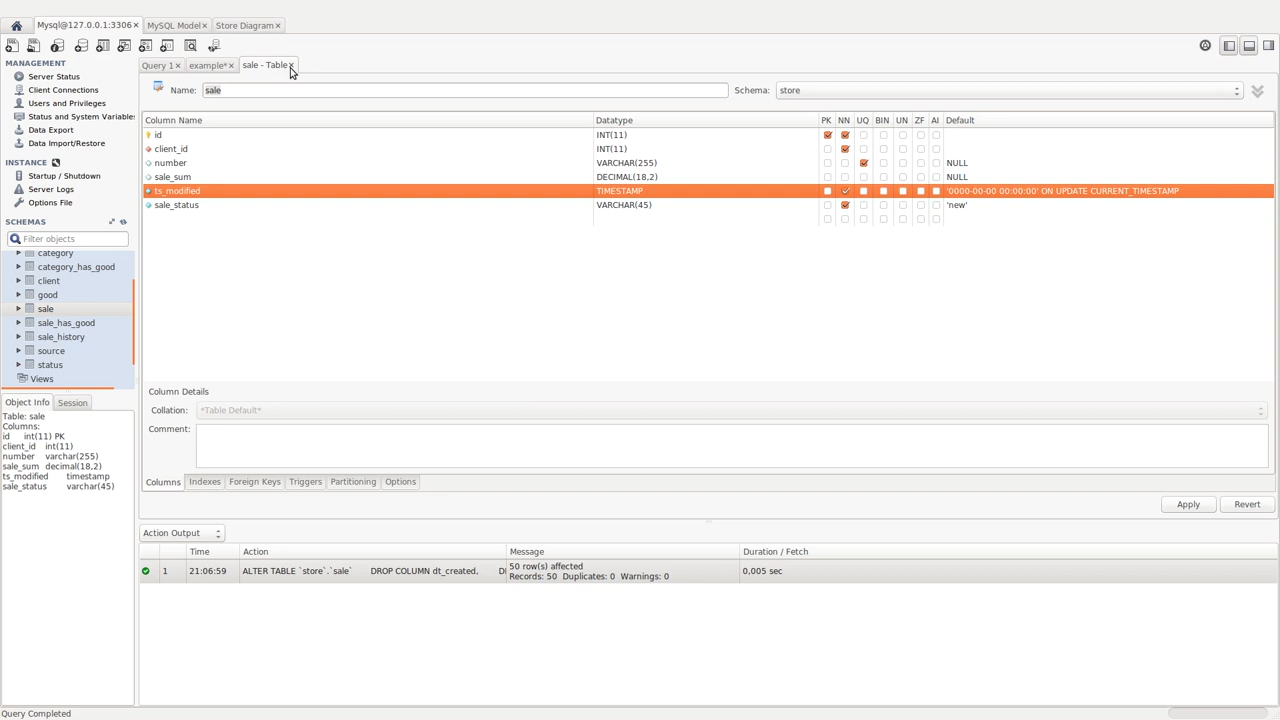 Mysql@127.0.0.1:3306 MySQL Model Store Diagram
MANAGEMENT
Server Status
Client Connections
Users and Privileges
Status and System Variable
Data Export
Data Import/Restore
INSTANCE
Startup / Shutdown
Server Logs
Options File
SCHEMAS
Filter objects
category
category_has_good
client
good
sale
sale_has_good
sale_history
source
status
Views
Object Info Session
Table: sale
Columns:
id int(11) PK
client_id int(11)
number varchar(255)
sale_sum decimal(18,2)
ts_modified timestamp
sale_status varchar(45)
Query 1 example* sale - Table
Name: sale Schema: store
Column Name Datatype PK NN UQ BIN UN ZF AI Default
id INT(11)
client_id INT(11)
number VARCHAR(255) NULL
sale_sum DECIMAL(18,2) NULL
ts_modified TIMESTAMP '0000-00-00 00:00:00' ON UPDATE CURRENT_TIMESTAMP
sale_status VARCHAR(45) 'new'
Column Details
Collation: *Table Default*
Comment:
Columns Indexes Foreign Keys Triggers Partitioning Options
Apply Revert
Action Output
Time Action Message Duration / Fetch
1 21:06:59 ALTER TABLE `store`.`sale` DROP COLUMN dt_created, 50 row(s) affected 0,005 sec
Records: 50 Duplicates: 0 Warnings: 0
Query Completed